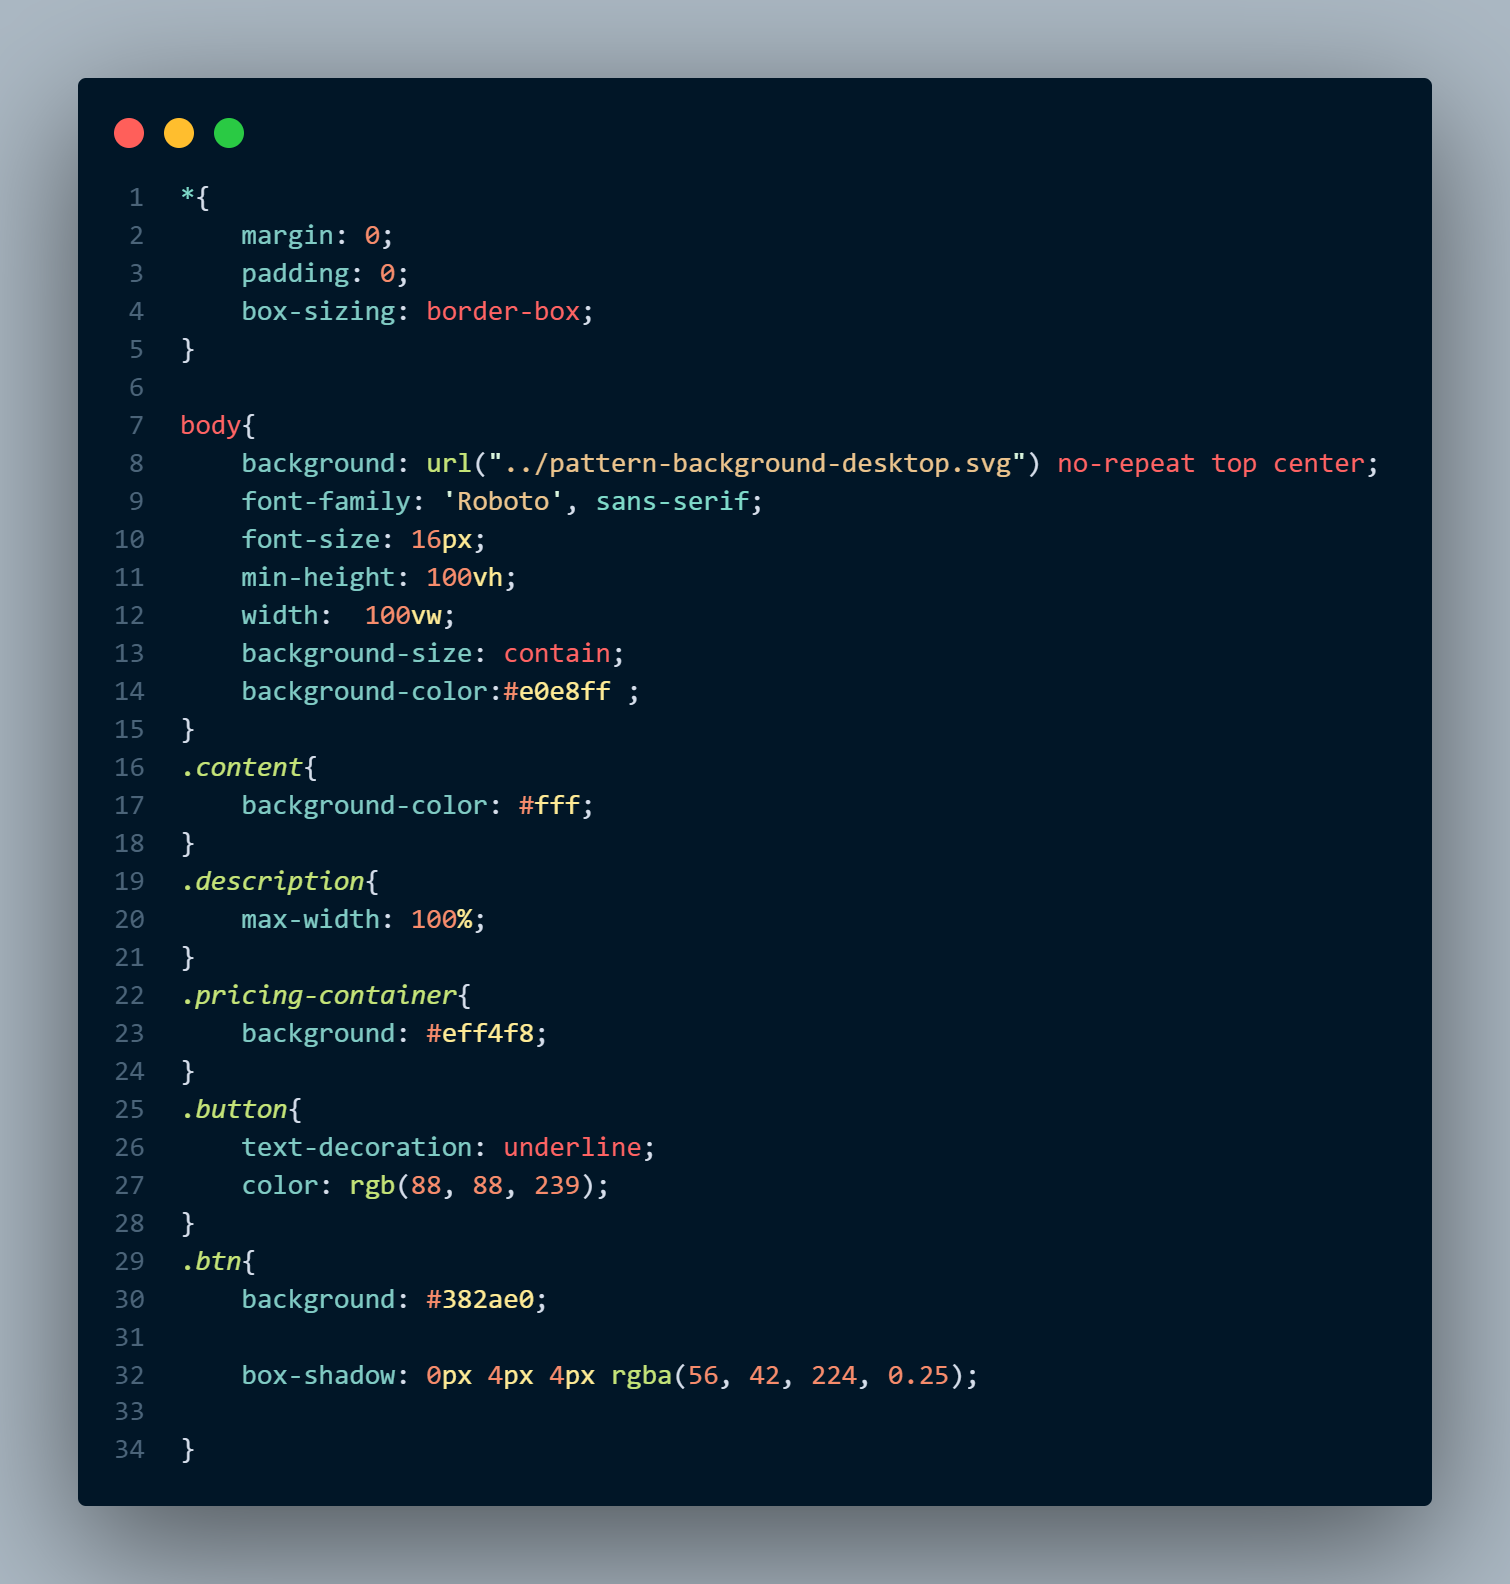 1 *{
2     margin: 0;
3     padding: 0;
4     box-sizing: border-box;
5 }
6
7 body{
8     background: url("../pattern-background-desktop.svg") no-repeat top center;
9     font-family: 'Roboto', sans-serif;
10     font-size: 16px;
11     min-height: 100vh;
12     width:  100vw;
13     background-size: contain;
14     background-color:#e0e8ff ;
15 }
16 .content{
17     background-color: #fff;
18 }
19 .description{
20     max-width: 100%;
21 }
22 .pricing-container{
23     background: #eff4f8;
24 }
25 .button{
26     text-decoration: underline;
27     color: rgb(88, 88, 239);
28 }
29 .btn{
30     background: #382ae0;
31
32     box-shadow: 0px 4px 4px rgba(56, 42, 224, 0.25);
33
34 }